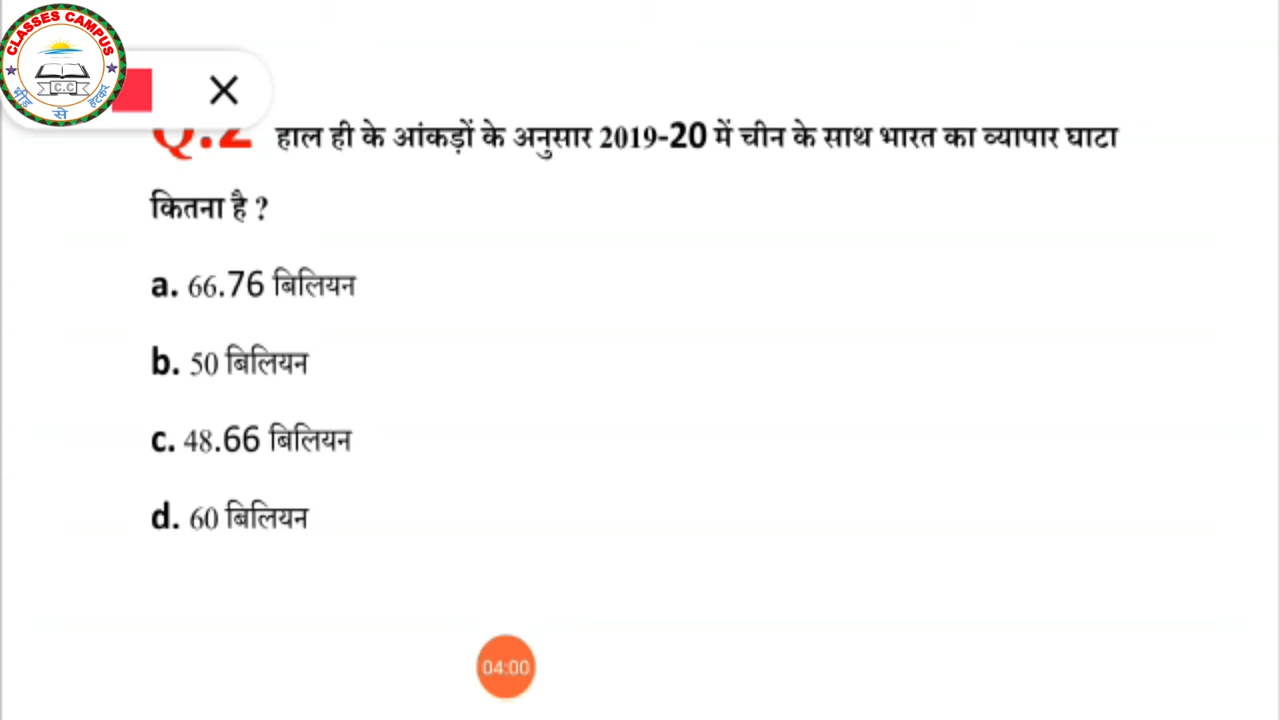 CLASSES CAMPUS
C.C
भीड़ से हटकर
Q.2 हाल ही के आंकड़ों के अनुसार 2019-20 में चीन के साथ भारत का व्यापार घाटा
कितना है ?
a. 66.76 बिलियन
b. 50 बिलियन
c. 48.66 बिलियन
d. 60 बिलियन
04:00